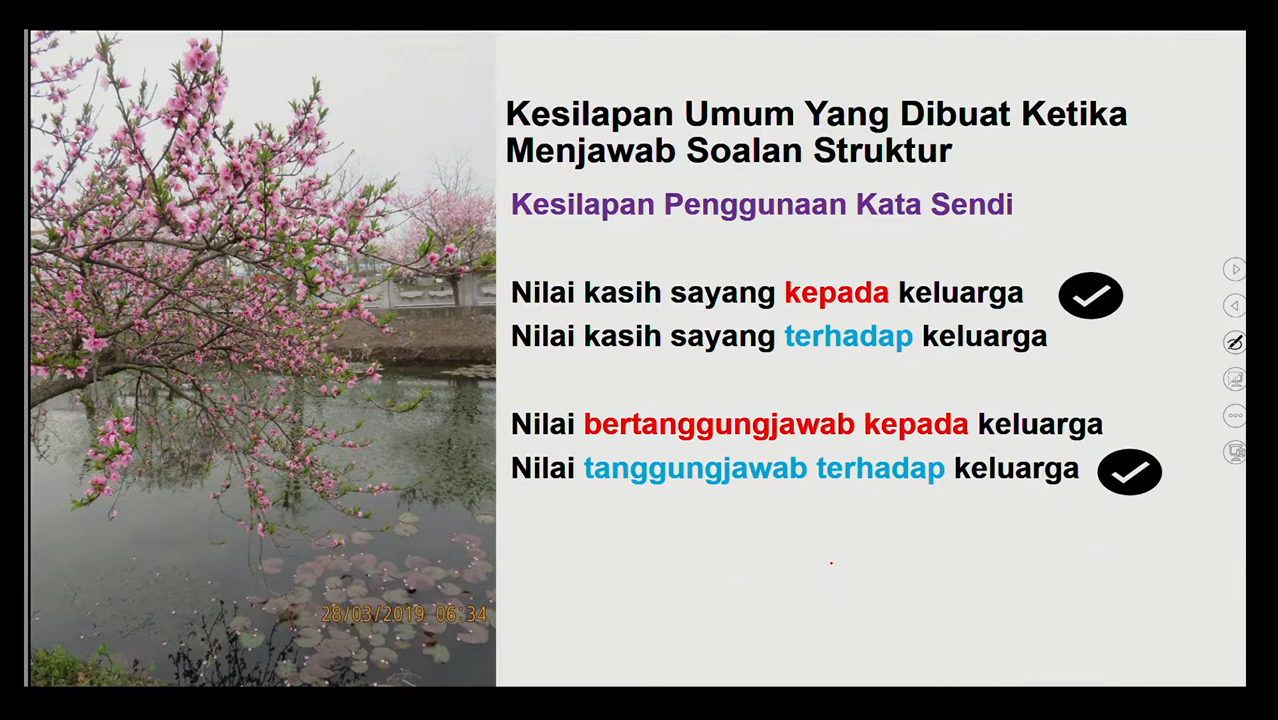 Kesilapan Umum Yang Dibuat Ketika
Menjawab Soalan Struktur
Kesilapan Penggunaan Kata Sendi
Nilai kasih sayang kepada keluarga
Nilai kasih sayang terhadap keluarga
Nilai bertanggungjawab kepada keluarga
Nilai tanggungjawab terhadap keluarga
28/03/2019 06:34